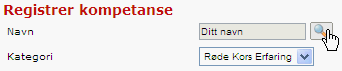 Registrer kompetanse
Navn Ditt navn
Kategori Røde Kors Erfaring